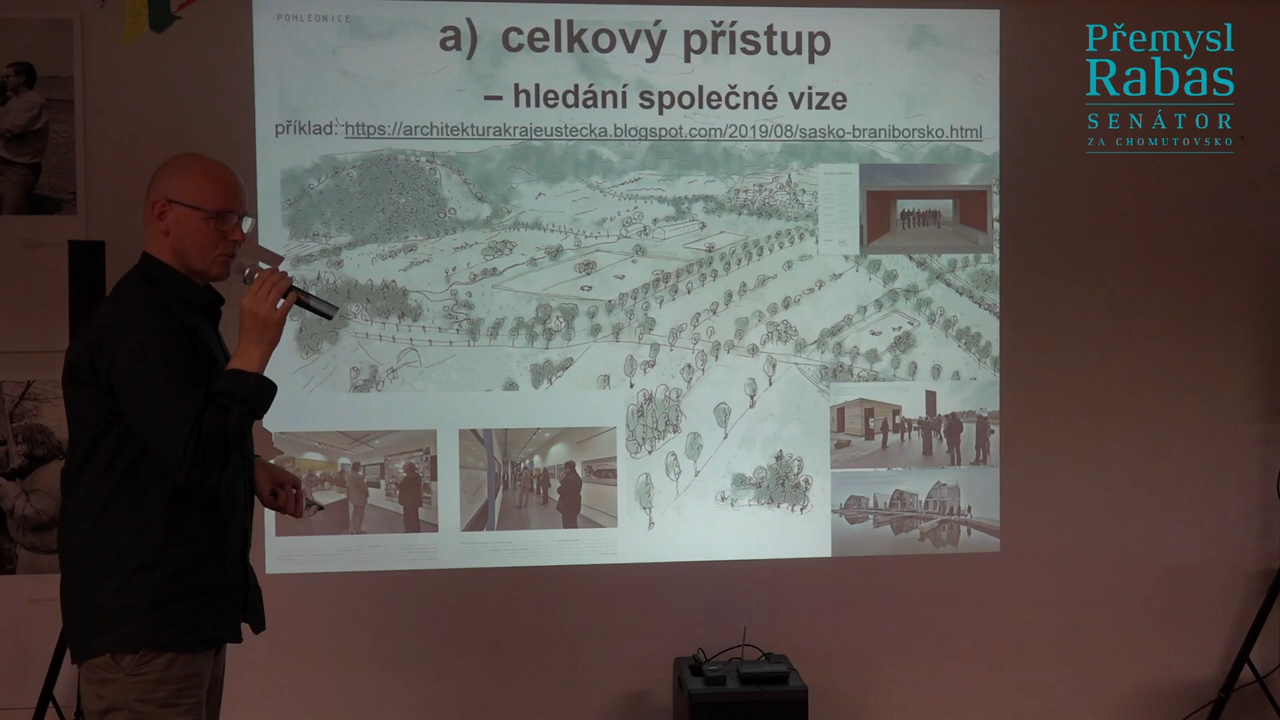 POHLEDNICE
a) celkový přístup
– hledání společné vize
příklad: https://architekturakrajeustecka.blogspot.com/2019/08/sasko-braniborsko.html
Přemysl
Rabas
SENÁTOR
ZA CHOMUTOVSKO